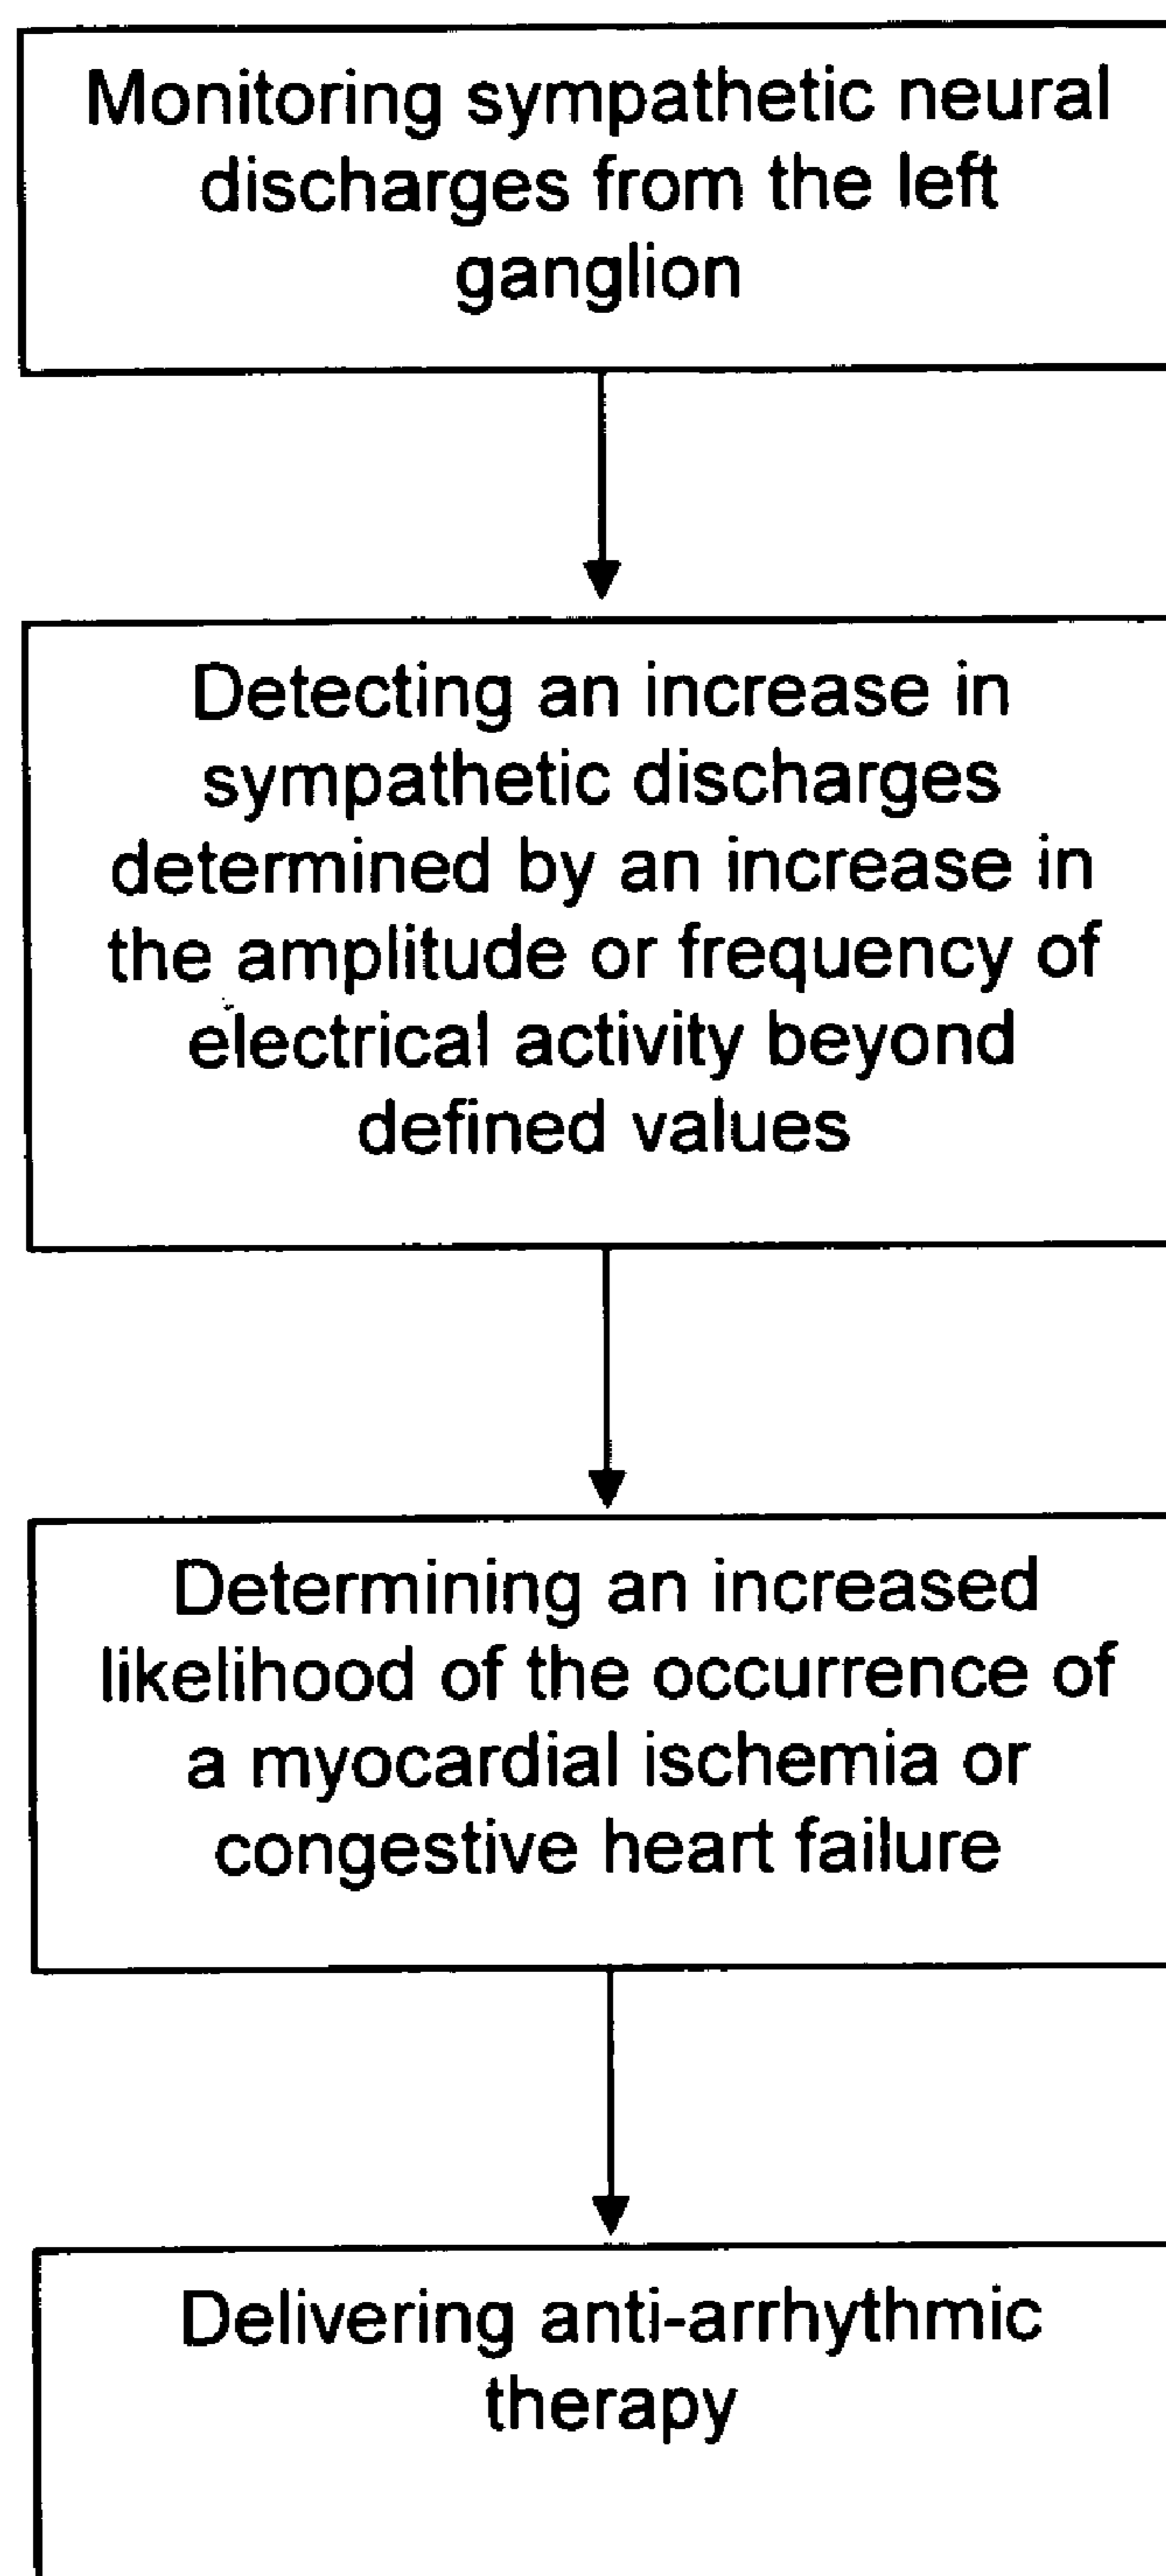 Monitoring sympathetic neural
discharges from the left
ganglion
Detecting an increase in
sympathetic discharges
determined by an increase in
the amplitude or frequency of
electrical activity beyond
defined values
Determining an increased
likelihood of the occurrence of
a myocardial ischemia or
congestive heart failure
Delivering anti-arrhythmic
therapy